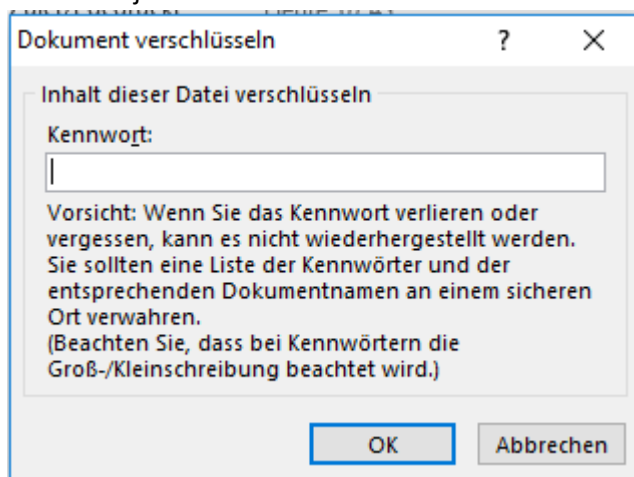 Dokument verschlüsseln ? X
Inhalt dieser Datei verschlüsseln
Kennwort:
Vorsicht: Wenn Sie das Kennwort verlieren oder
vergessen, kann es nicht wiederhergestellt werden.
Sie sollten eine Liste der Kennwörter und der
entsprechenden Dokumentnamen an einem sicheren
Ort verwahren.
(Beachten Sie, dass bei Kennwörtern die
Groß-/Kleinschreibung beachtet wird.)
OK Abbrechen